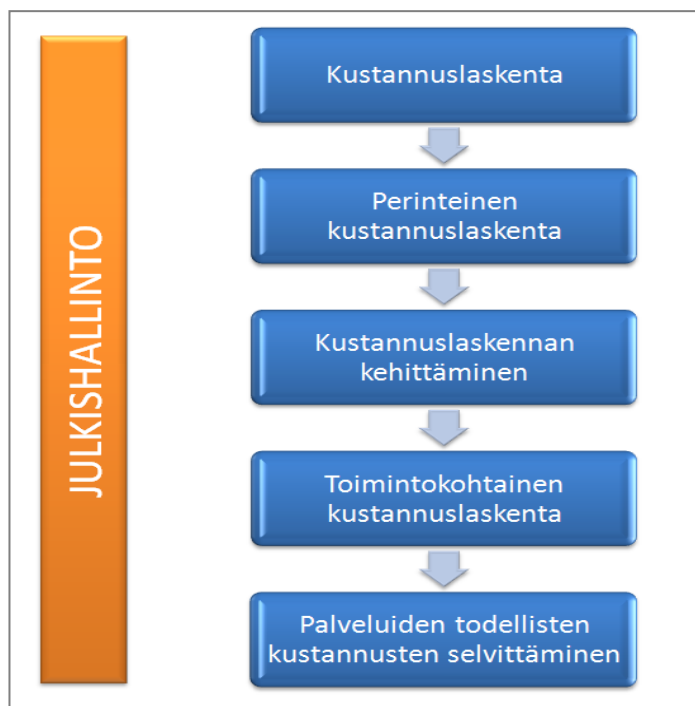 JULKISHALLINTO
Kustannuslaskenta
Perinteinen
kustannuslaskenta
Kustannuslaskennan
kehittäminen
Toimintokohtainen
kustannuslaskenta
Palveluiden todellisten
kustannusten selvittäminen